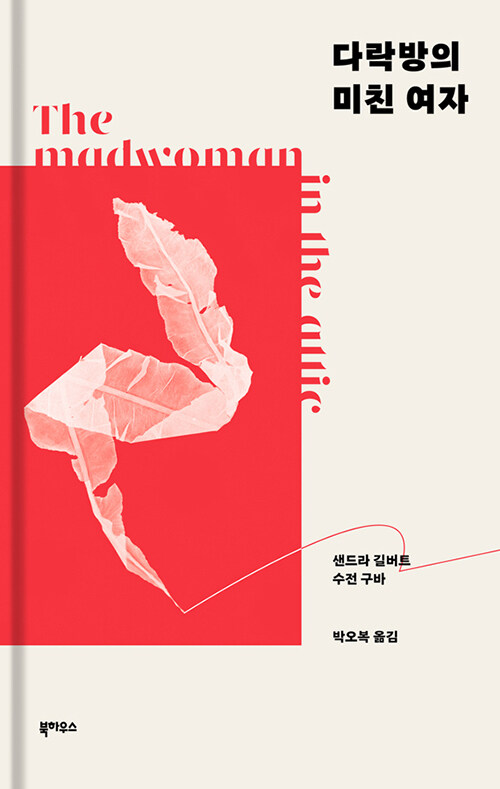 다락방의
미친 여자
The
madwoman
in the attic
샌드라 길버트
수전 구바
박오복 옮김
북하우스